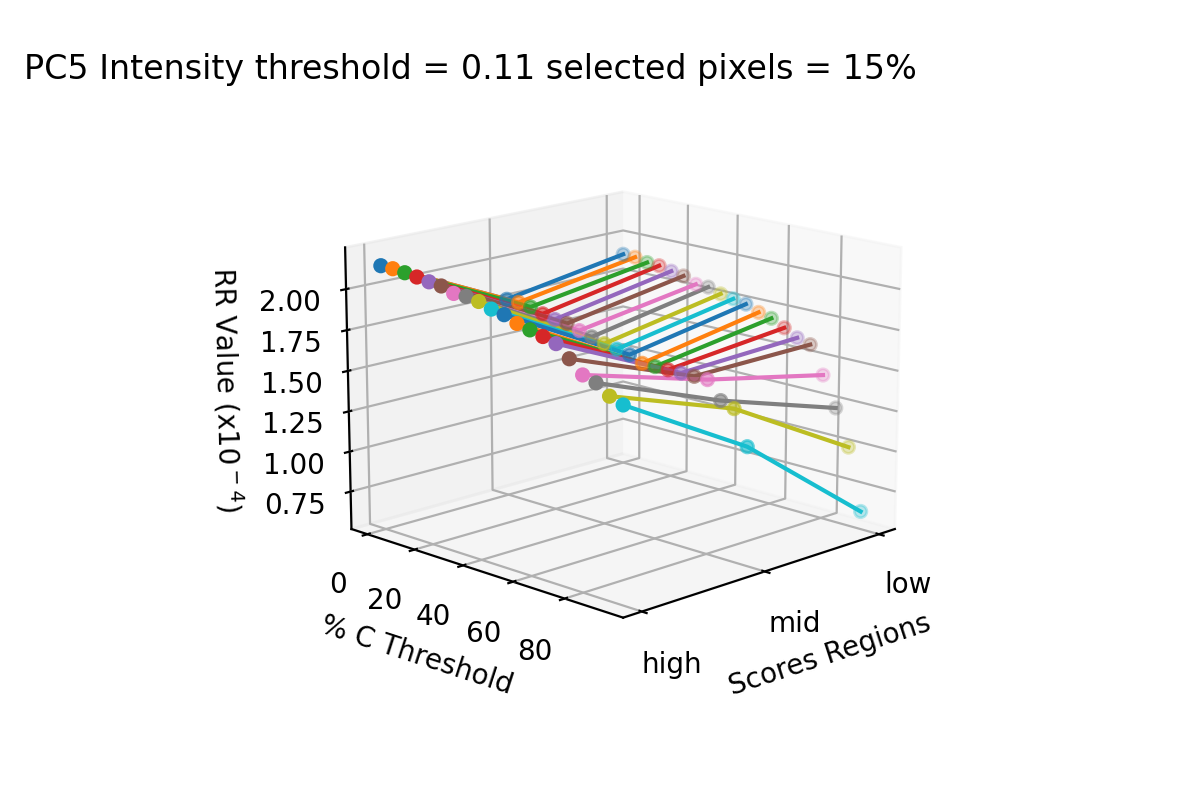 PC5 Intensity threshold = 0.11 selected pixels = 15%
RR Value (x10⁻⁴)
2.00
1.75
1.50
1.25
1.00
0.75
0
20
40
60
80
% C Threshold
high
mid
low
Scores Regions